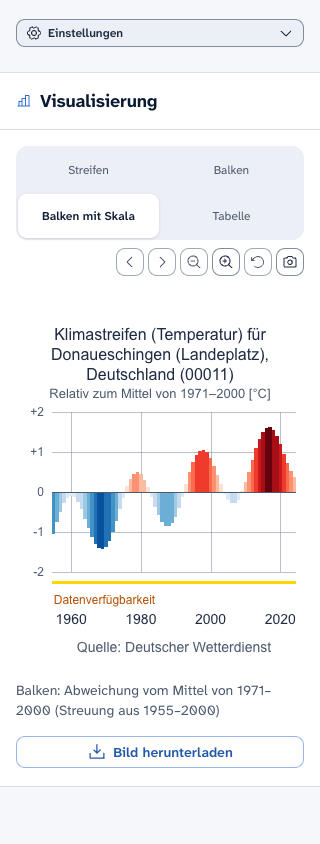 Einstellungen
Visualisierung
Streifen
Balken
Balken mit Skala
Tabelle
Klimastreifen (Temperatur) für
Donaueschingen (Landeplatz),
Deutschland (00011)
Relativ zum Mittel von 1971–2000 [°C]
+2
+1
0
-1
-2
Datenverfügbarkeit
1960 1980 2000 2020
Quelle: Deutscher Wetterdienst
Balken: Abweichung vom Mittel von 1971–
2000 (Streuung aus 1955–2000)
Bild herunterladen